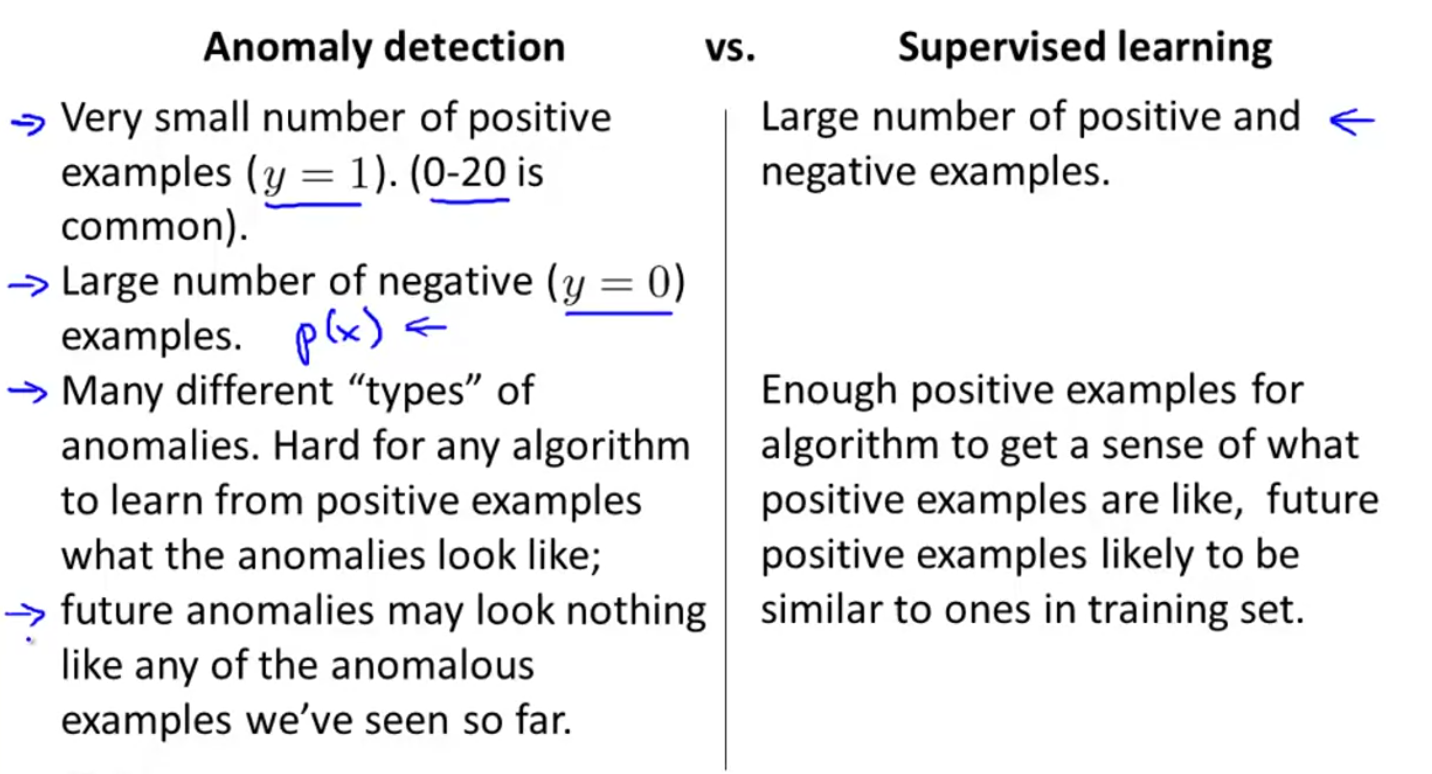 Anomaly detection vs. Supervised learning
→ Very small number of positive
examples (y = 1). (0-20 is
common).
→ Large number of negative (y = 0)
examples. p(x) ←
→ Many different “types” of
anomalies. Hard for any algorithm
to learn from positive examples
what the anomalies look like;
→ future anomalies may look nothing
like any of the anomalous
examples we’ve seen so far.
Large number of positive and ←
negative examples.
Enough positive examples for
algorithm to get a sense of what
positive examples are like, future
positive examples likely to be
similar to ones in training set.